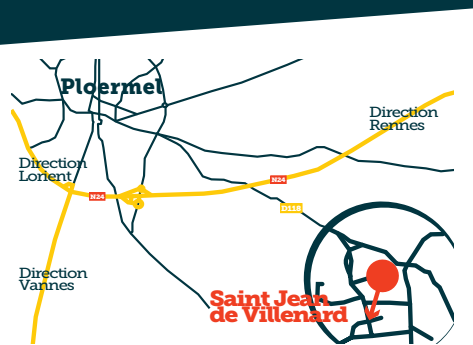 Ploermel
Direction
Rennes
Direction
Lorient
N24
N24
D118
Direction
Vannes
Saint Jean
de Villenard